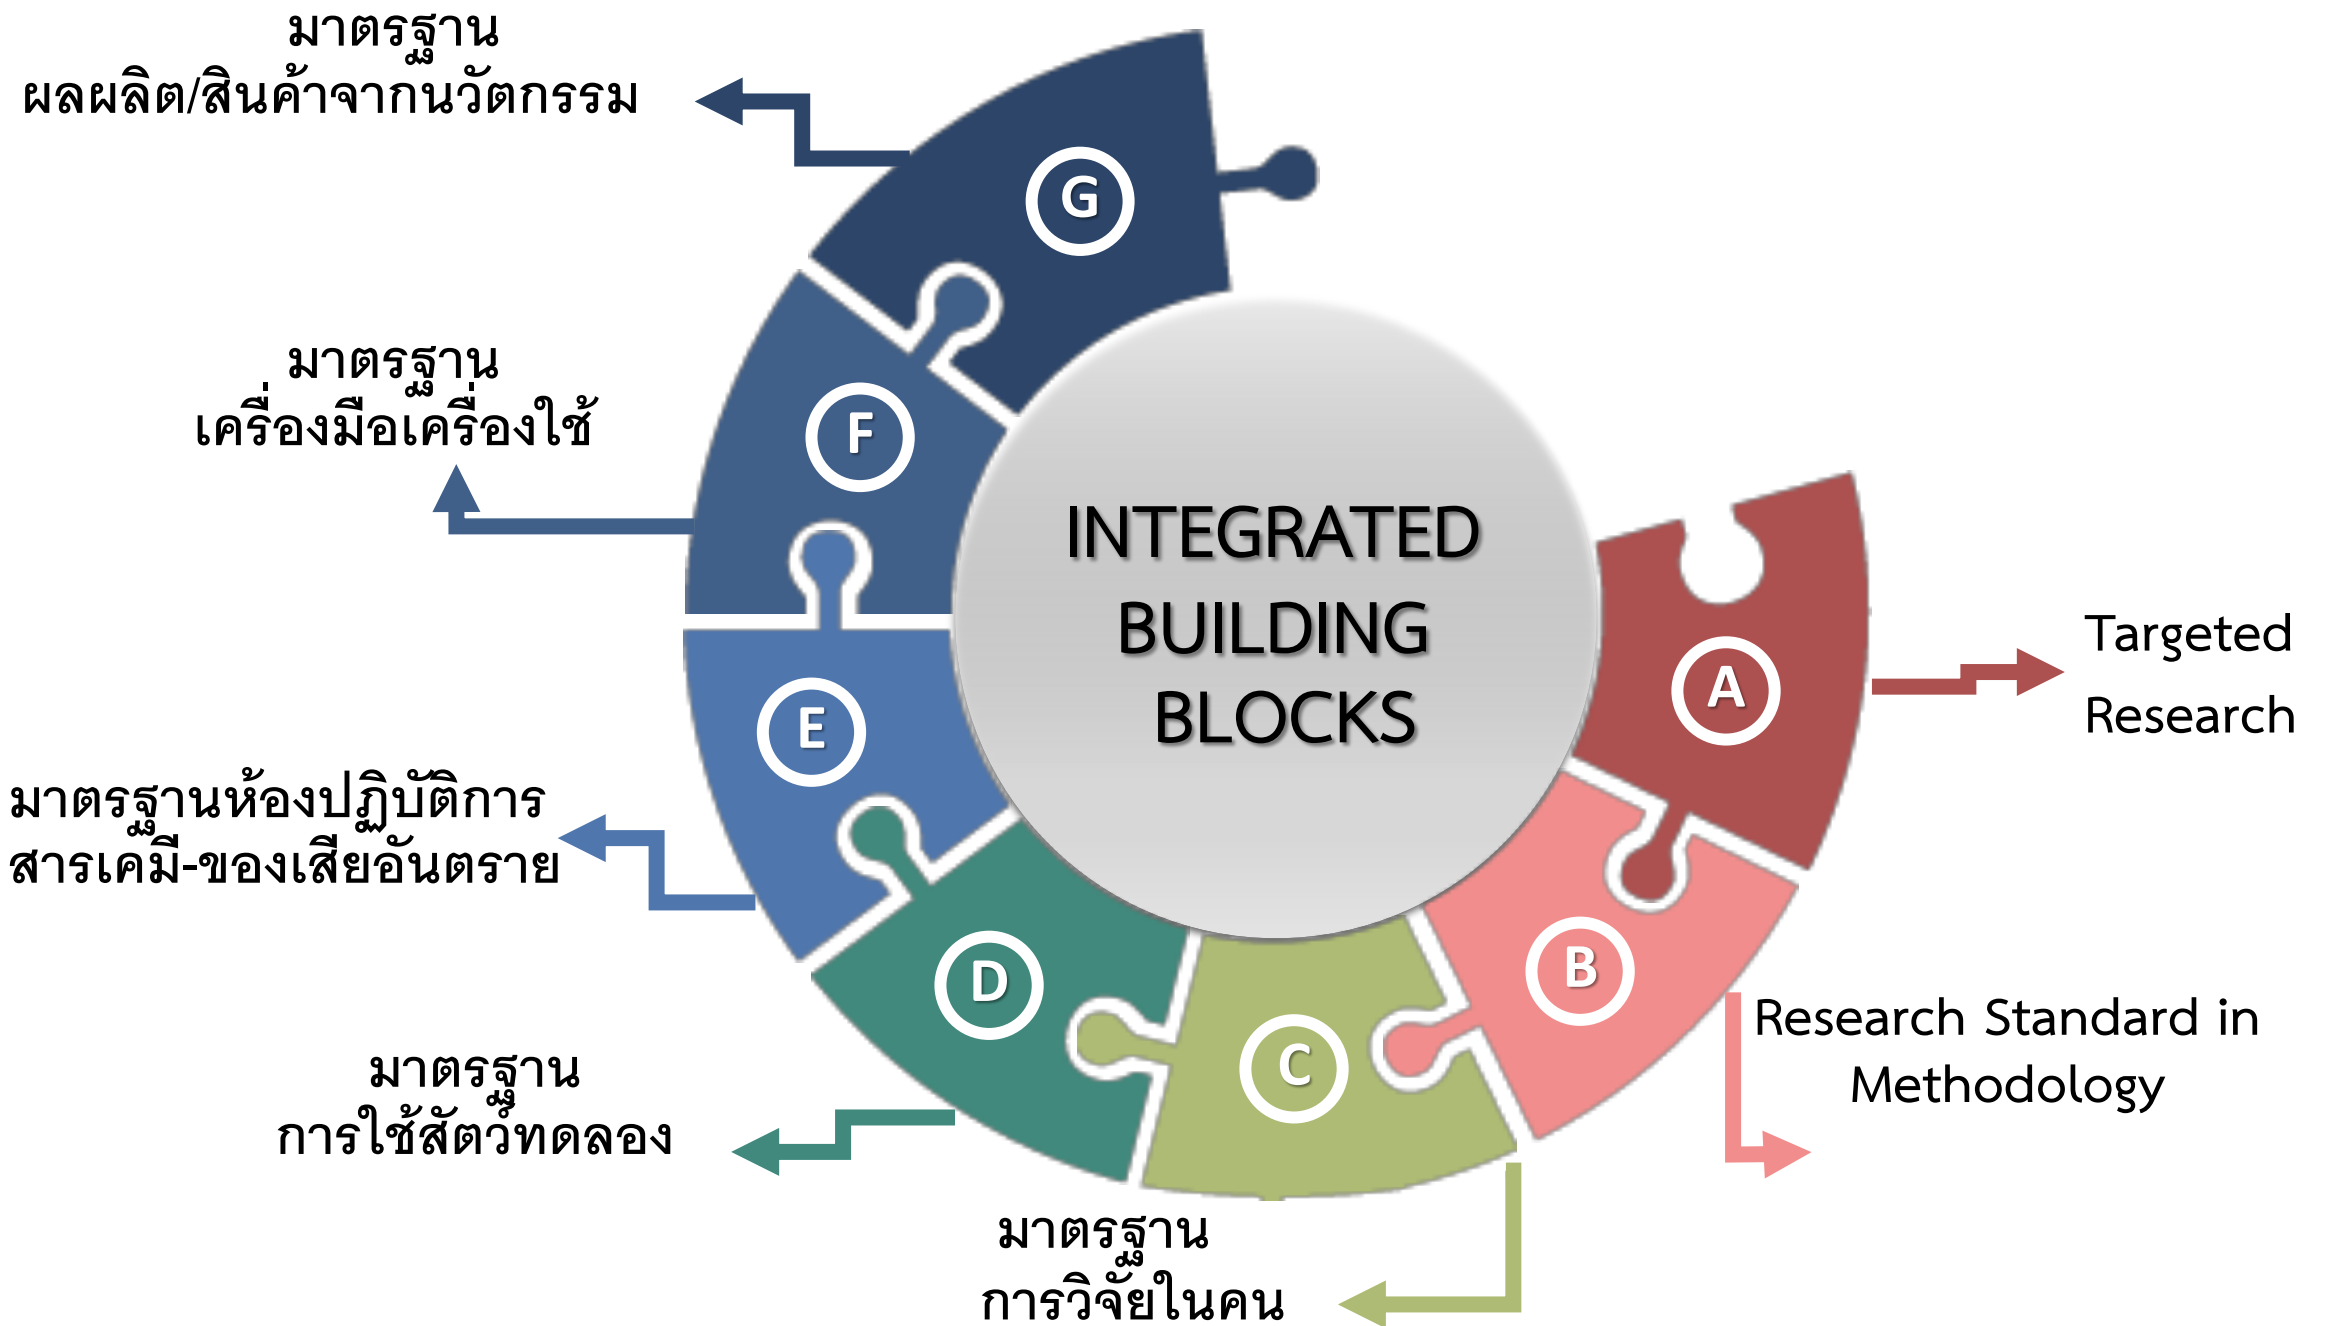 มาตรฐาน
ผลผลิต/สินค้าจากนวัตกรรม
G
มาตรฐาน
เครื่องมือเครื่องใช้
F
INTEGRATED
BUILDING
BLOCKS
A
Targeted
Research
E
มาตรฐานห้องปฏิบัติการ
สารเคมี-ของเสียอันตราย
B
Research Standard in
Methodology
D
มาตรฐาน
การใช้สัตว์ทดลอง
C
มาตรฐาน
การวิจัยในคน